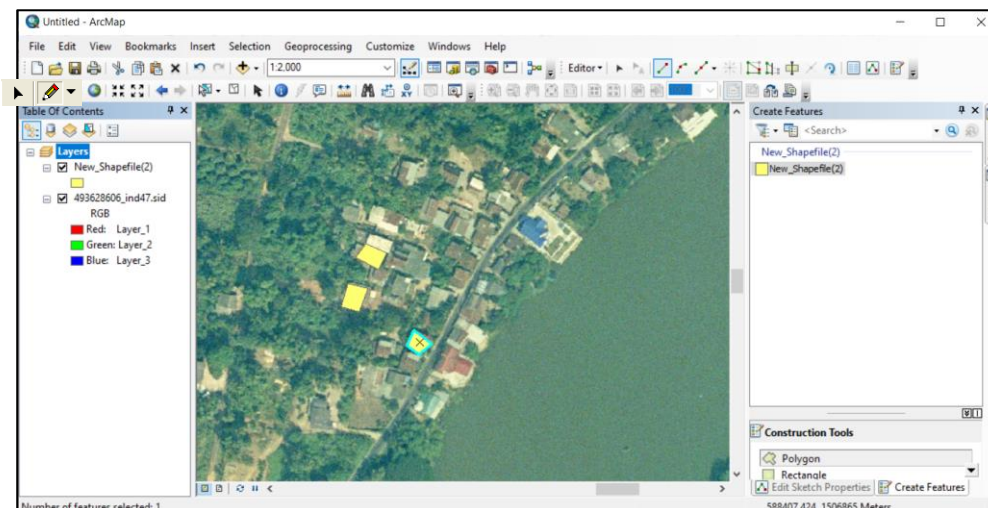 Untitled - ArcMap
File Edit View Bookmarks Insert Selection Geoprocessing Customize Windows Help
1:2.000
Editor
Table Of Contents
Layers
New_Shapefile(2)
493628606_ind47.sid
RGB
Red: Layer_1
Green: Layer_2
Blue: Layer_3
Create Features
<Search>
New_Shapefile(2)
New_Shapefile(2)
Construction Tools
Polygon
Rectangle
Edit Sketch Properties Create Features
Number of features selected: 1
588407,424 1506865 Meters